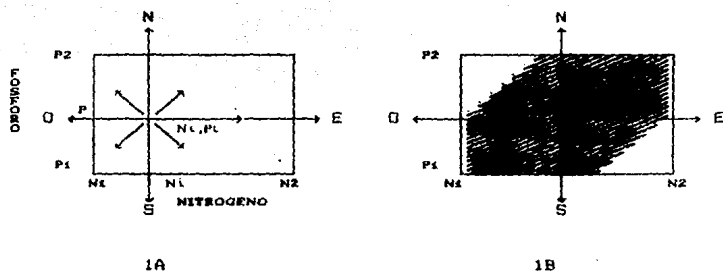 N N
P2 P2
FOSFORO
P
O E O E
Ni,Pi
P1 P1
N1 Ni N2 N1 N2
S NITROGENO S
1A 1B